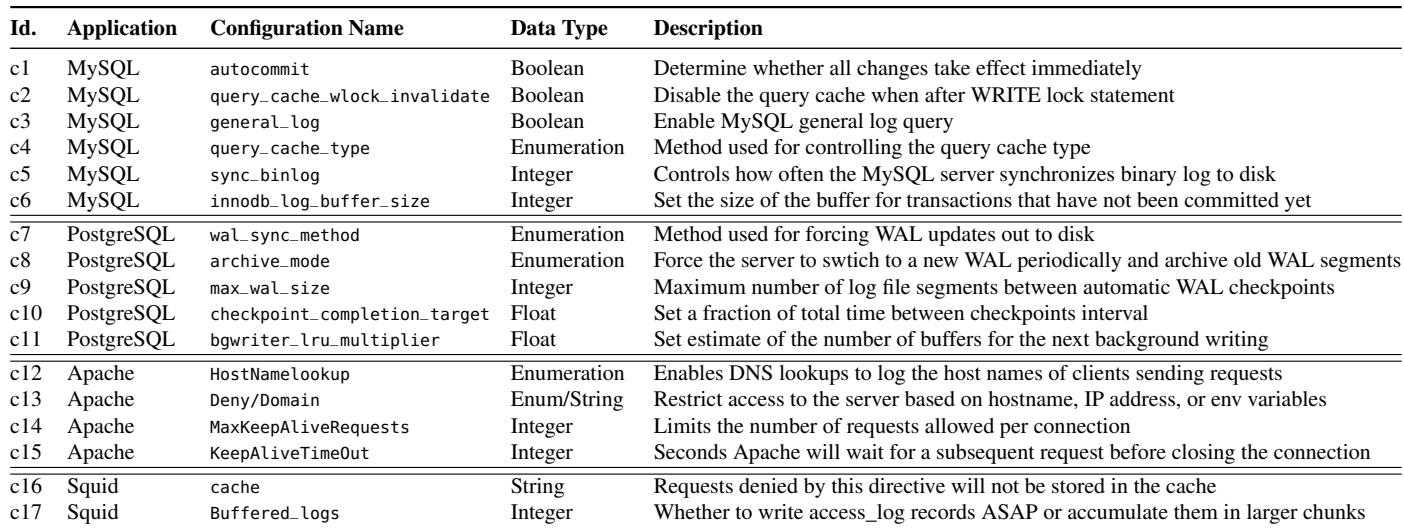 Id. Application Configuration Name Data Type Description
c1 MySQL autocommit Boolean Determine whether all changes take effect immediately
c2 MySQL query_cache_wlock_invalidate Boolean Disable the query cache when after WRITE lock statement
c3 MySQL general_log Boolean Enable MySQL general log query
c4 MySQL query_cache_type Enumeration Method used for controlling the query cache type
c5 MySQL sync_binlog Integer Controls how often the MySQL server synchronizes binary log to disk
c6 MySQL innodb_log_buffer_size Integer Set the size of the buffer for transactions that have not been committed yet
c7 PostgreSQL wal_sync_method Enumeration Method used for forcing WAL updates out to disk
c8 PostgreSQL archive_mode Enumeration Force the server to swtich to a new WAL periodically and archive old WAL segments
c9 PostgreSQL max_wal_size Integer Maximum number of log file segments between automatic WAL checkpoints
c10 PostgreSQL checkpoint_completion_target Float Set a fraction of total time between checkpoints interval
c11 PostgreSQL bgwriter_lru_multiplier Float Set estimate of the number of buffers for the next background writing
c12 Apache HostNamelookup Enumeration Enables DNS lookups to log the host names of clients sending requests
c13 Apache Deny/Domain Enum/String Restrict access to the server based on hostname, IP address, or env variables
c14 Apache MaxKeepAliveRequests Integer Limits the number of requests allowed per connection
c15 Apache KeepAliveTimeOut Integer Seconds Apache will wait for a subsequent request before closing the connection
c16 Squid cache String Requests denied by this directive will not be stored in the cache
c17 Squid Buffered_logs Integer Whether to write access_log records ASAP or accumulate them in larger chunks